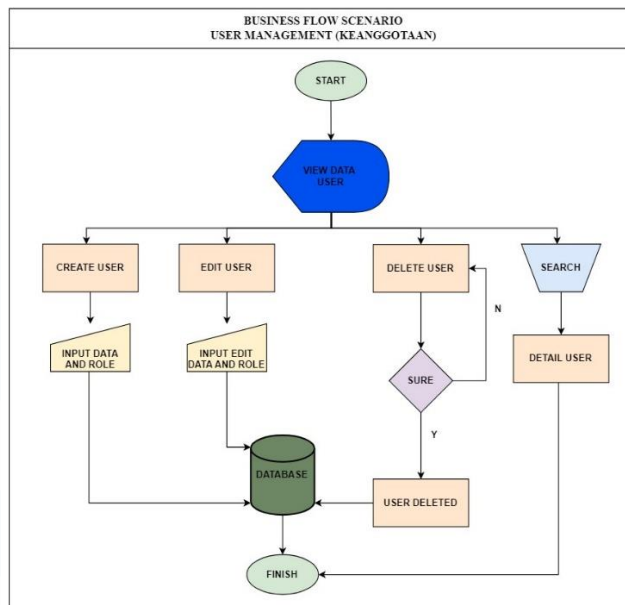 BUSINESS FLOW SCENARIO
USER MANAGEMENT (KEANGGOTAAN)
START
VIEW DATA
USER
CREATE USER
EDIT USER
DELETE USER
SEARCH
N
INPUT DATA
AND ROLE
INPUT EDIT
DATA AND ROLE
SURE
DETAIL USER
Y
DATABASE
USER DELETED
FINISH